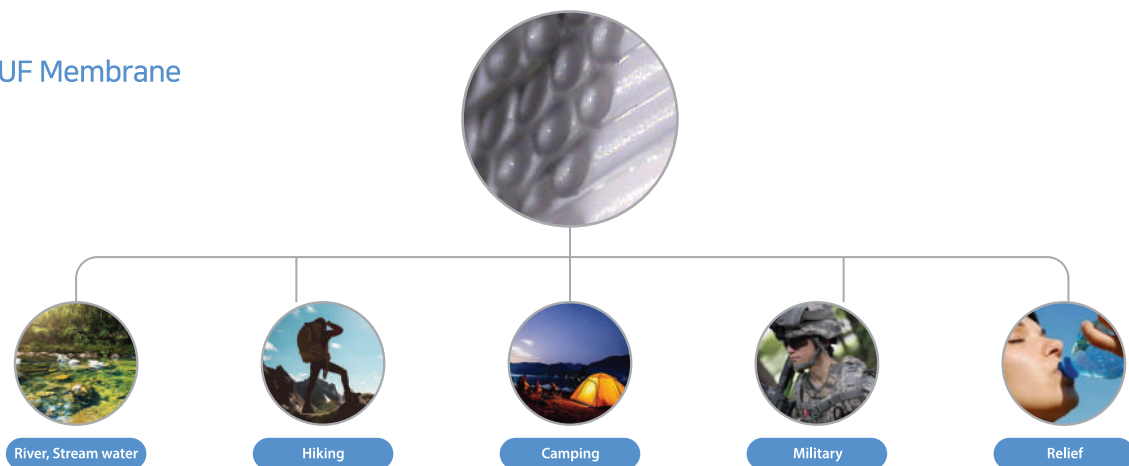 UF Membrane
River, Stream water
Hiking
Camping
Military
Relief